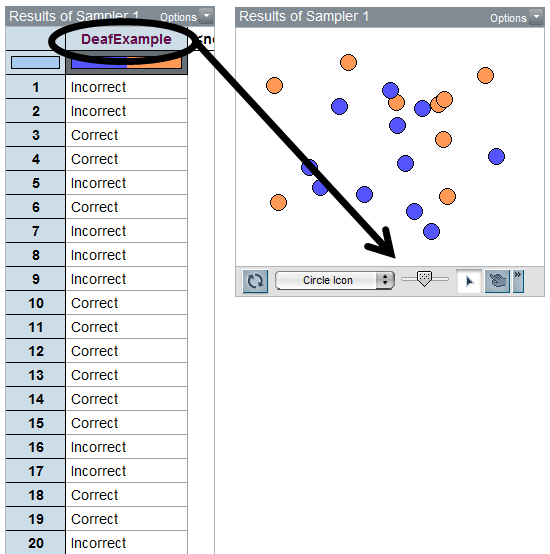 Results of Sampler 1 Options
DeafExample
1 Incorrect
2 Incorrect
3 Correct
4 Correct
5 Incorrect
6 Correct
7 Incorrect
8 Incorrect
9 Incorrect
10 Correct
11 Correct
12 Correct
13 Correct
14 Correct
15 Correct
16 Incorrect
17 Incorrect
18 Correct
19 Correct
20 Incorrect
Results of Sampler 1 Options
Circle Icon